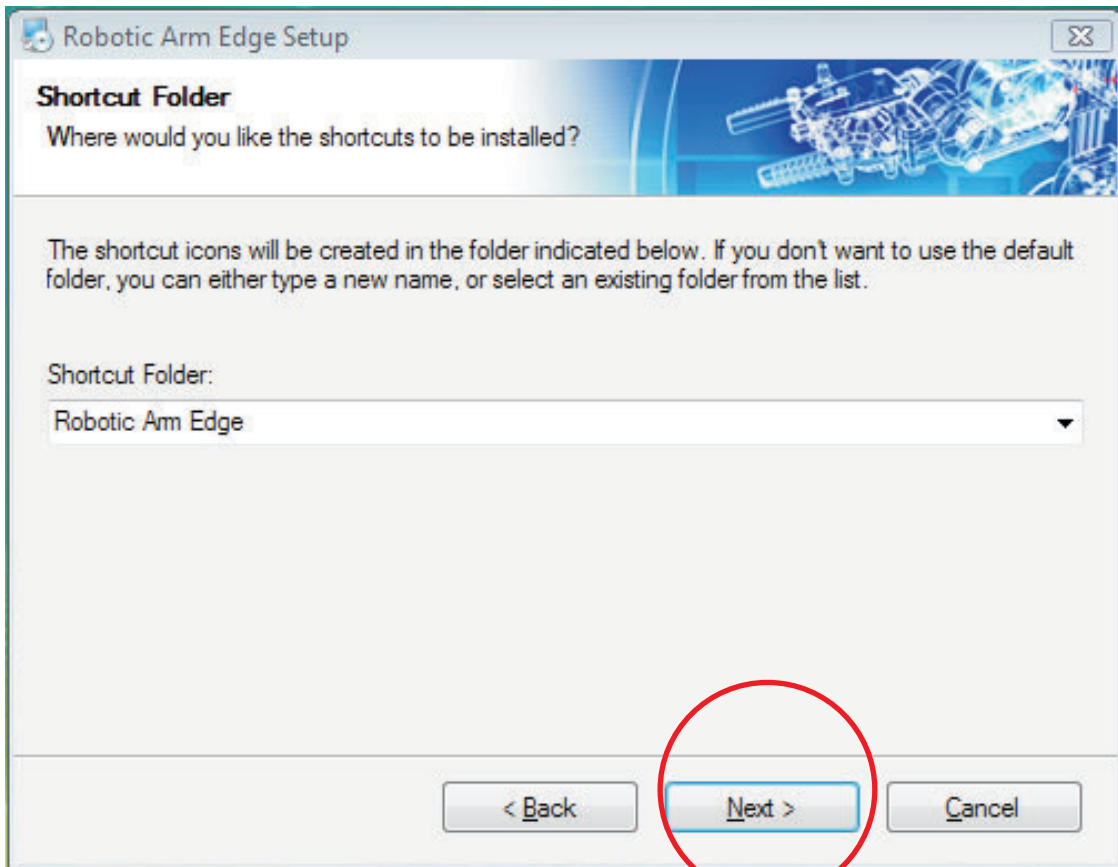 Robotic Arm Edge Setup
Shortcut Folder
Where would you like the shortcuts to be installed?
The shortcut icons will be created in the folder indicated below. If you don't want to use the default
folder, you can either type a new name, or select an existing folder from the list.
Shortcut Folder:
Robotic Arm Edge
< Back Next > Cancel